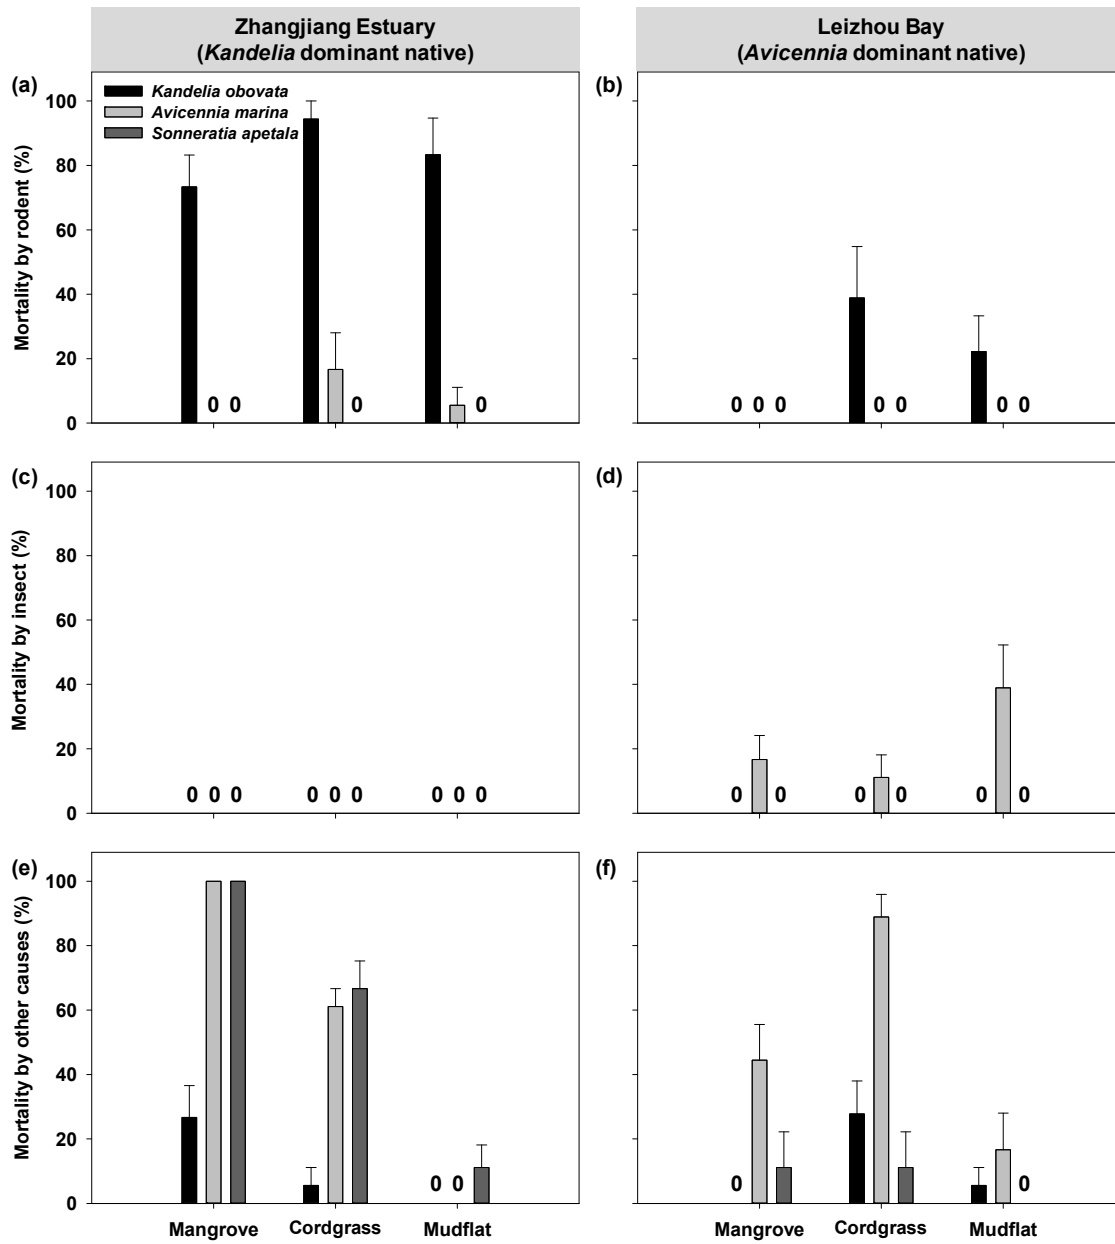 Zhangjiang Estuary
(Kandelia dominant native)
Leizhou Bay
(Avicennia dominant native)
(a)
Mortality by rodent (%)
100
80
60
40
20
0
Kandelia obovata
Avicennia marina
Sonneratia apetala
0 0
0
0
(b)
0 0 0
0 0
0 0
(c)
Mortality by insect (%)
100
80
60
40
20
0
0 0 0
0 0 0
0 0 0
(d)
0 0
0 0
0 0
(e)
Mortality by other causes (%)
100
80
60
40
20
0
0 0
Mangrove
Cordgrass
Mudflat
(f)
0
0
Mangrove
Cordgrass
Mudflat